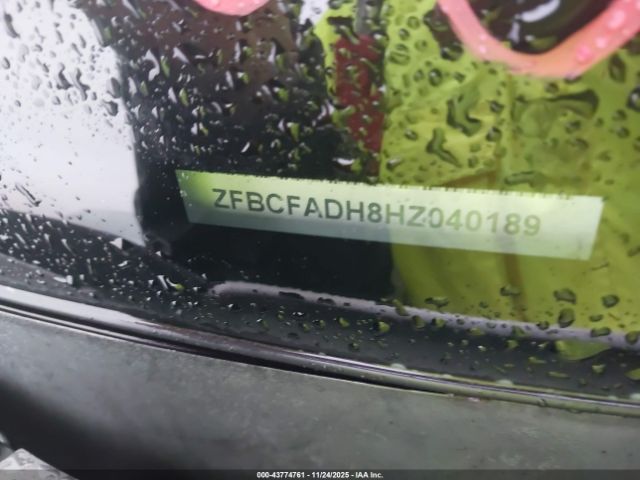 ZFBCFADH8HZ040189
000-43774761 - 11/24/2025 - IAA Inc.